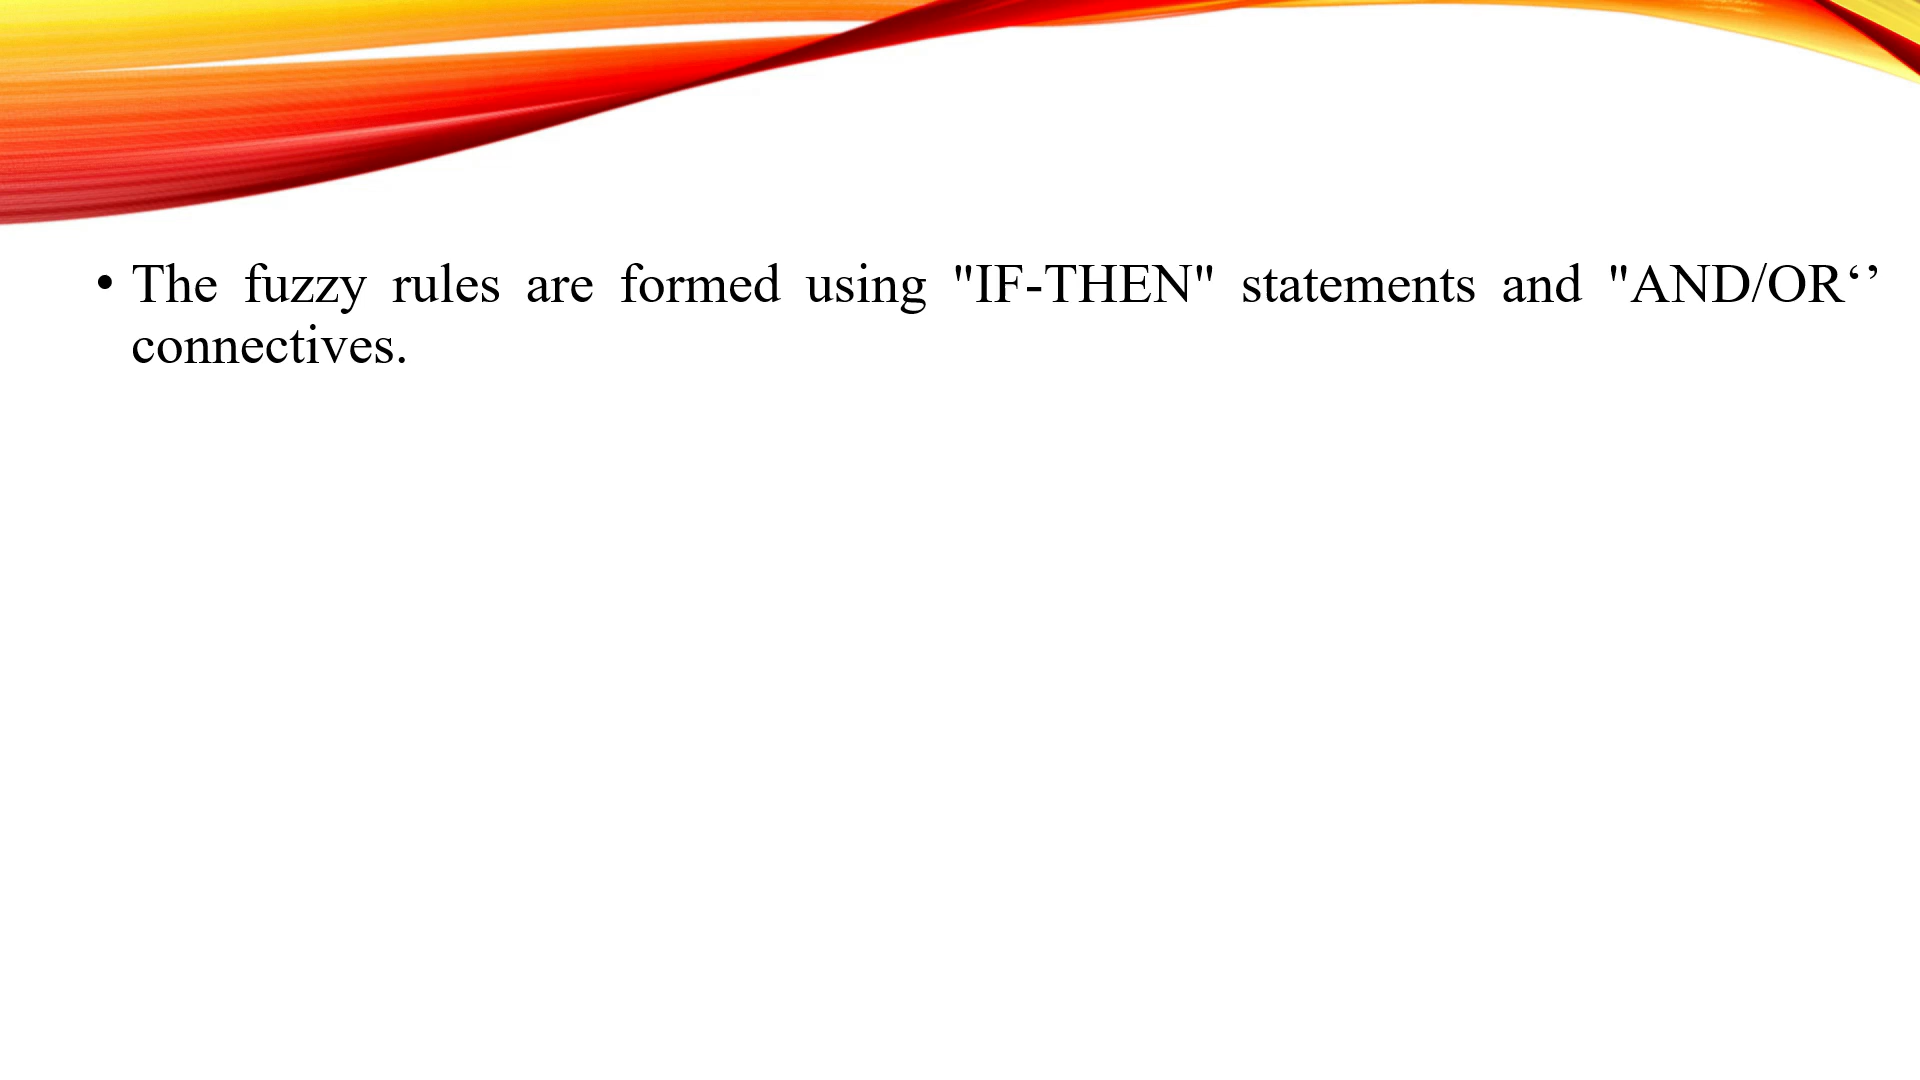 • The fuzzy rules are formed using "IF-THEN" statements and "AND/OR‘’
connectives.